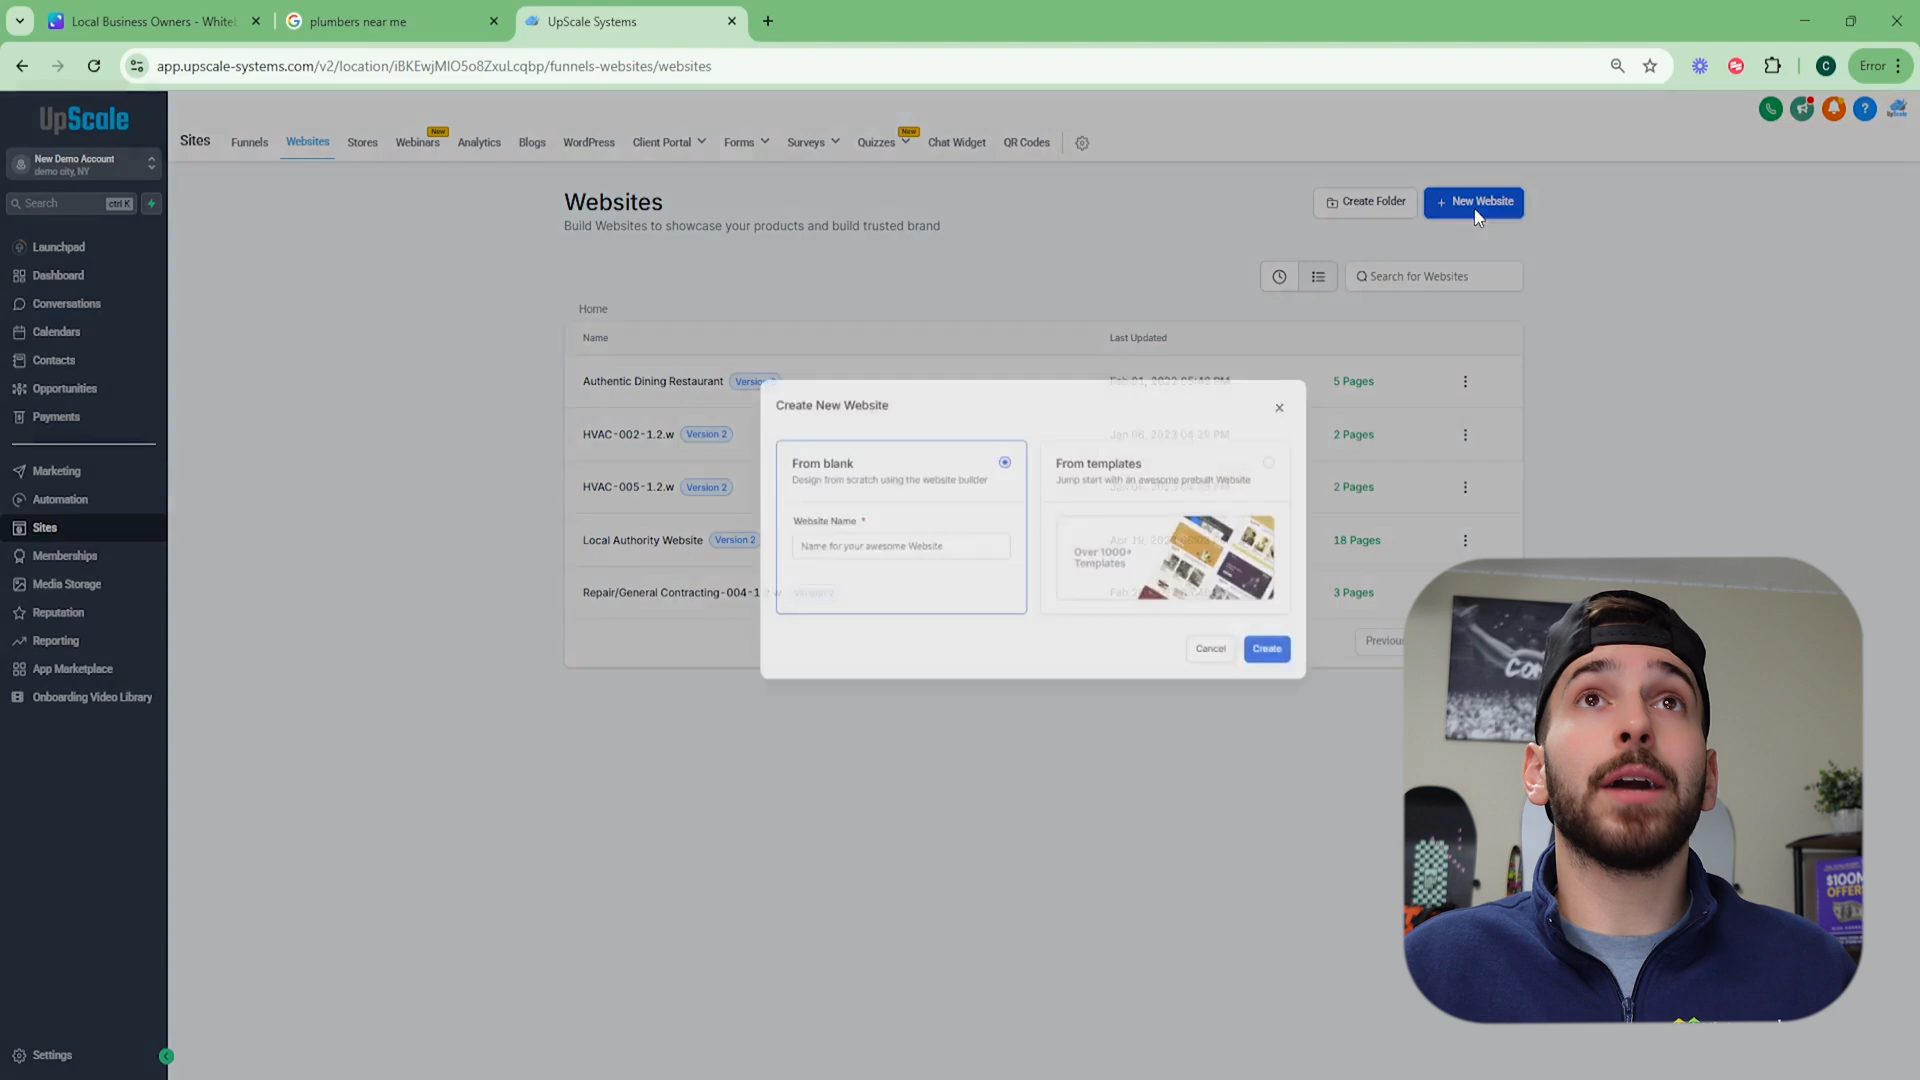 Local Business Owners - White
plumbers near me
UpScale Systems
app.upscale-systems.com/v2/location/iBKEwjMIO5o8ZxuLcqbp/funnels-websites/websites
C
Error
UpScale
New Demo Account
demo city, NY
Search
ctrl K
Launchpad
Dashboard
Conversations
Calendars
Contacts
Opportunities
Payments
Marketing
Automation
Sites
Memberships
Media Storage
Reputation
Reporting
App Marketplace
Onboarding Video Library
Settings
Sites
Funnels
Websites
Stores
Webinars
New
Analytics
Blogs
WordPress
Client Portal
Forms
Surveys
Quizzes
New
Chat Widget
QR Codes
Websites
Build Websites to showcase your products and build trusted brand
Create Folder
+ New Website
Search for Websites
Home
Name
Last Updated
Authentic Dining Restaurant
5 Pages
HVAC-002-1.2.w
Version 2
2 Pages
HVAC-005-1.2.w
Version 2
2 Pages
Local Authority Website
Version 2
18 Pages
Repair/General Contracting-004-1.2.w
Version 2
3 Pages
Create New Website
From blank
Design from scratch using the website builder
Website Name *
Name for your awesome Website
From templates
Jump start with an awesome prebuilt Website
Over 1000+
Templates
Cancel
Create
$100M
OFFERS